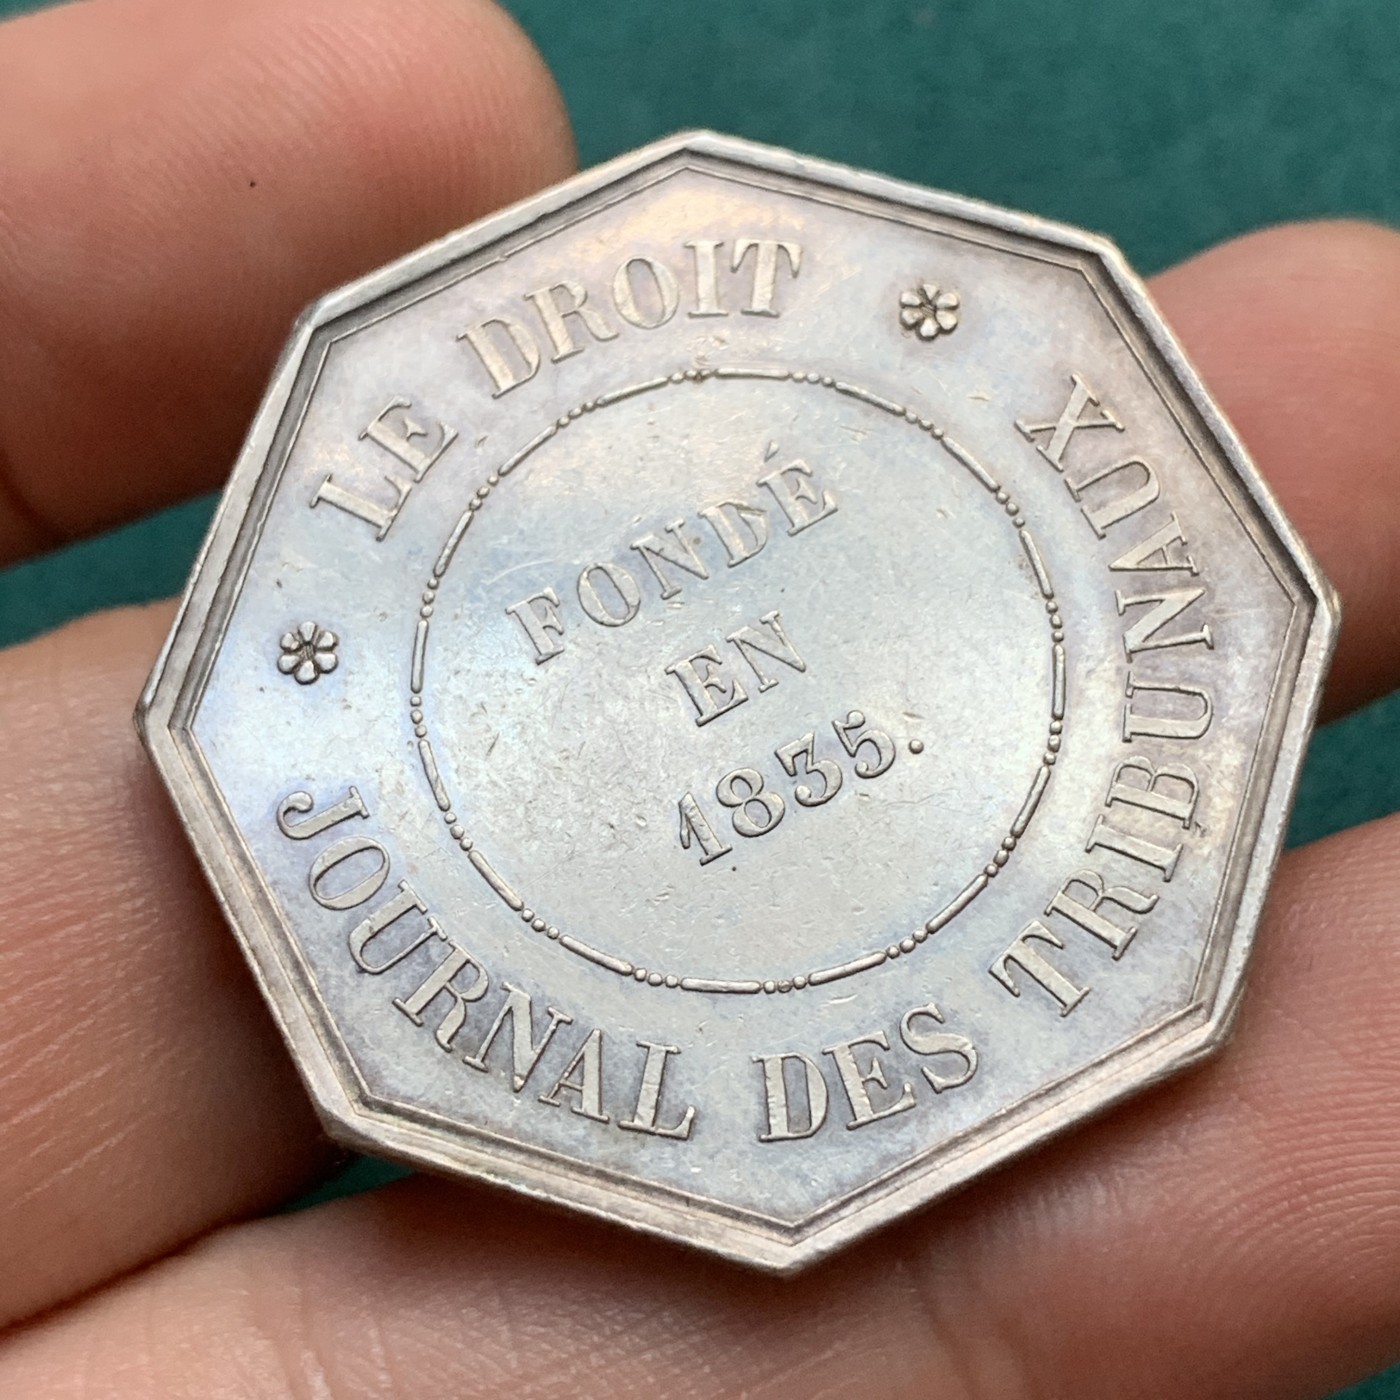 LE DROIT
JOURNAL DES TRIBUNAUX
FONDÉ
EN
1835.